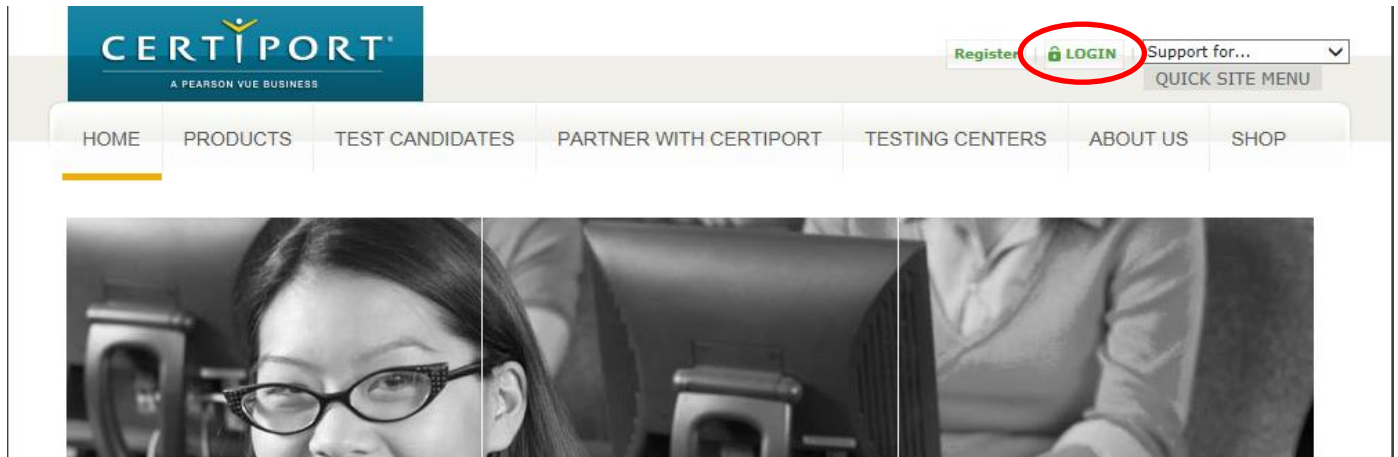 CERTIPORT
A PEARSON VUE BUSINESS
Register LOGIN Support for...
QUICK SITE MENU
HOME PRODUCTS TEST CANDIDATES PARTNER WITH CERTIPORT TESTING CENTERS ABOUT US SHOP